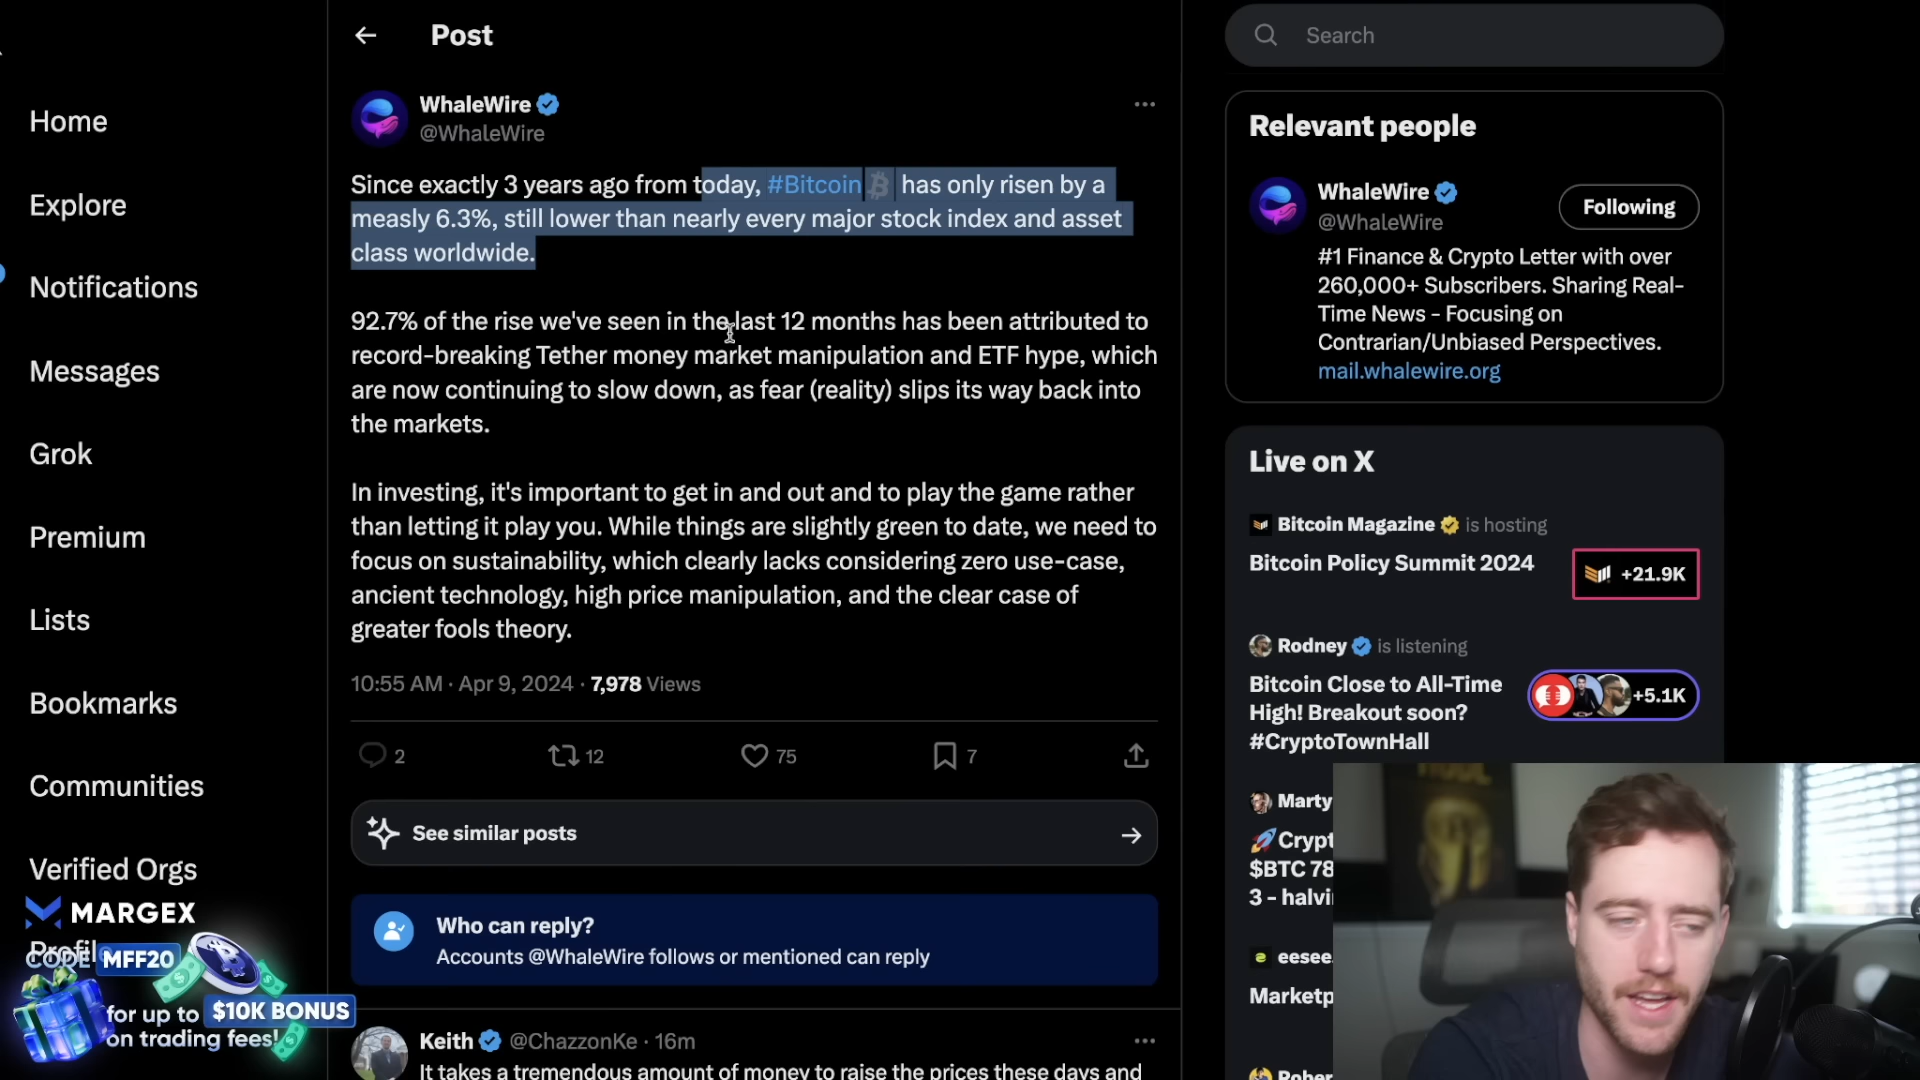 Post
Search
Home
Explore
Notifications
Messages
Grok
Premium
Lists
Bookmarks
Communities
Verified Orgs
WhaleWire
@WhaleWire
Since exactly 3 years ago from today, #Bitcoin has only risen by a
measly 6.3%, still lower than nearly every major stock index and asset
class worldwide.
92.7% of the rise we've seen in the last 12 months has been attributed to
record-breaking Tether money market manipulation and ETF hype, which
are now continuing to slow down, as fear (reality) slips its way back into
the markets.
In investing, it's important to get in and out and to play the game rather
than letting it play you. While things are slightly green to date, we need to
focus on sustainability, which clearly lacks considering zero use-case,
ancient technology, high price manipulation, and the clear case of
greater fools theory.
10:55 AM · Apr 9, 2024 · 7,978 Views
2 12 75 7
See similar posts
Who can reply?
Accounts @WhaleWire follows or mentioned can reply
Keith @ChazzonKe · 16m
It takes a tremendous amount of money to raise the prices these days and
Relevant people
WhaleWire
@WhaleWire
Following
#1 Finance & Crypto Letter with over
260,000+ Subscribers. Sharing Real-
Time News - Focusing on
Contrarian/Unbiased Perspectives.
mail.whalewire.org
Live on X
Bitcoin Magazine is hosting
Bitcoin Policy Summit 2024
+21.9K
Rodney is listening
Bitcoin Close to All-Time
High! Breakout soon?
#CryptoTownHall
+5.1K
Marty
Crypt
$BTC 78
3 - halvi
eesee
Marketp
MARGEX
CODE MFF20
for up to $10K BONUS
on trading fees!